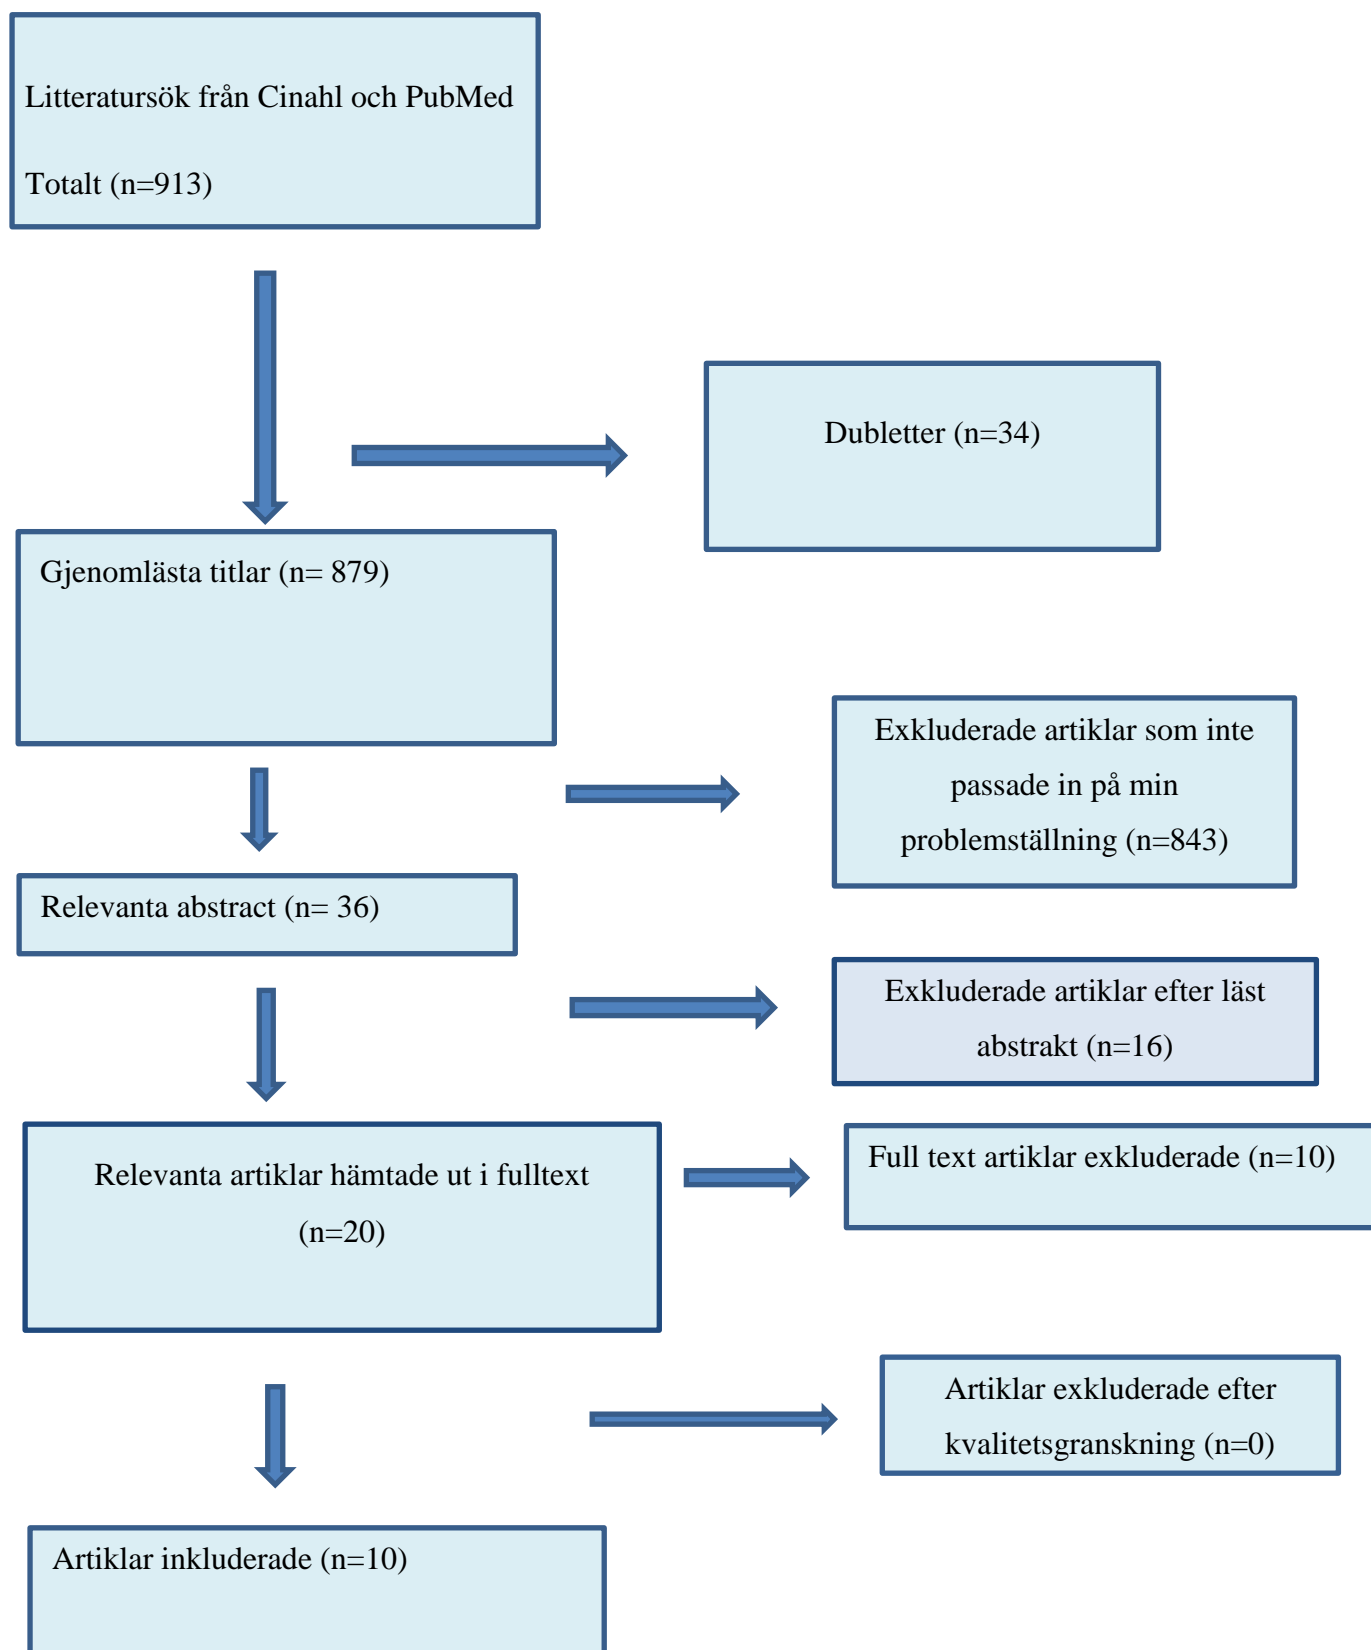 Litteratursök från Cinahl och PubMed
Totalt (n=913)
Dubletter (n=34)
Gjenomlästa titlar (n= 879)
Exkluderade artiklar som inte
passade in på min
problemställning (n=843)
Relevanta abstract (n= 36)
Exkluderade artiklar efter läst
abstrakt (n=16)
Relevanta artiklar hämtade ut i fulltext
(n=20)
Full text artiklar exkluderade (n=10)
Artiklar exkluderade efter
kvalitetsgranskning (n=0)
Artiklar inkluderade (n=10)